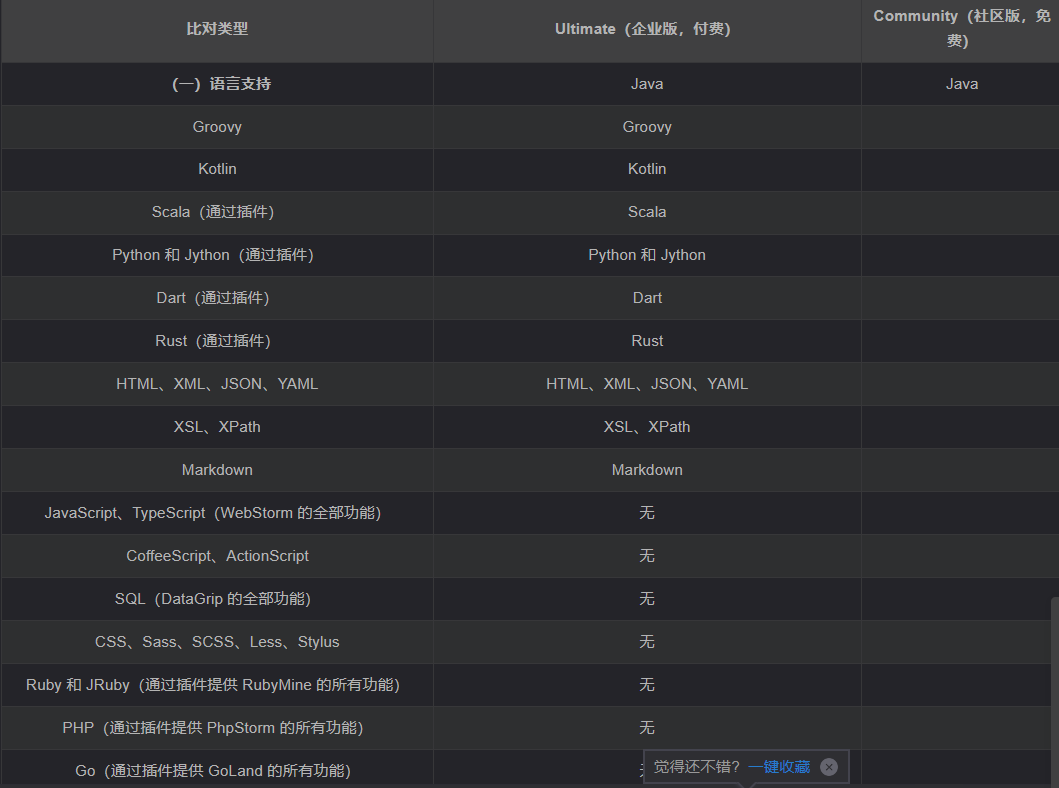 比对类型 Ultimate（企业版，付费） Community（社区版，免
费）
（一）语言支持 Java Java
Groovy Groovy
Kotlin Kotlin
Scala（通过插件） Scala
Python 和 Jython（通过插件） Python 和 Jython
Dart（通过插件） Dart
Rust（通过插件） Rust
HTML、XML、JSON、YAML HTML、XML、JSON、YAML
XSL、XPath XSL、XPath
Markdown Markdown
JavaScript、TypeScript（WebStorm 的全部功能） 无
CoffeeScript、ActionScript 无
SQL（DataGrip 的全部功能） 无
CSS、Sass、SCSS、Less、Stylus 无
Ruby 和 JRuby（通过插件提供 RubyMine 的所有功能） 无
PHP（通过插件提供 PhpStorm 的所有功能） 无
Go（通过插件提供 GoLand 的所有功能）
觉得还不错？ 一键收藏